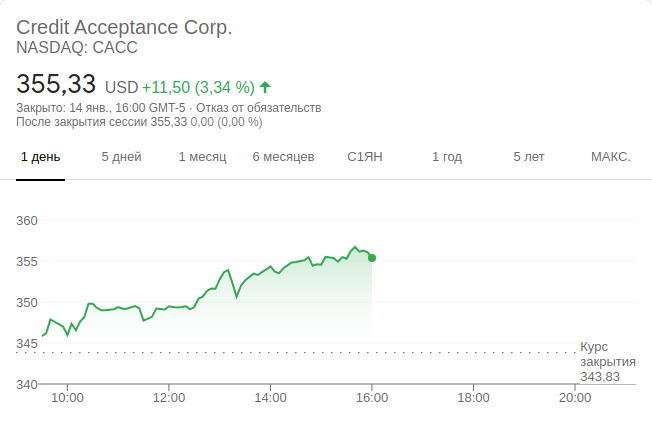 Credit Acceptance Corp.
NASDAQ: CACC
355,33 USD +11,50 (3,34 %)
Закрыто: 14 янв., 16:00 GMT-5 · Отказ от обязательств
После закрытия сессии 355,33 0,00 (0,00 %)
1 день 5 дней 1 месяц 6 месяцев С1ЯН 1 год 5 лет МАКС.
360
355
350
345
Курс
закрытия
343,83
340
10:00 12:00 14:00 16:00 18:00 20:00